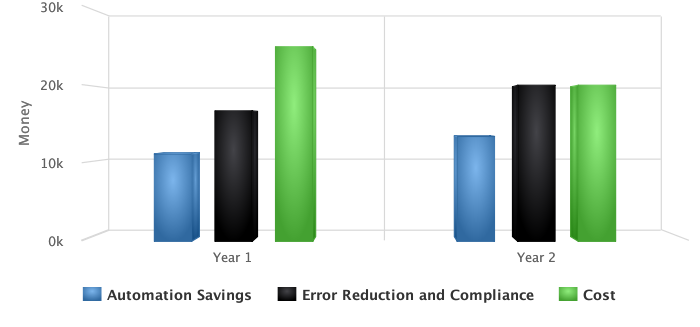 30k
20k
10k
0k
Money
Year 1
Year 2
Automation Savings
Error Reduction and Compliance
Cost